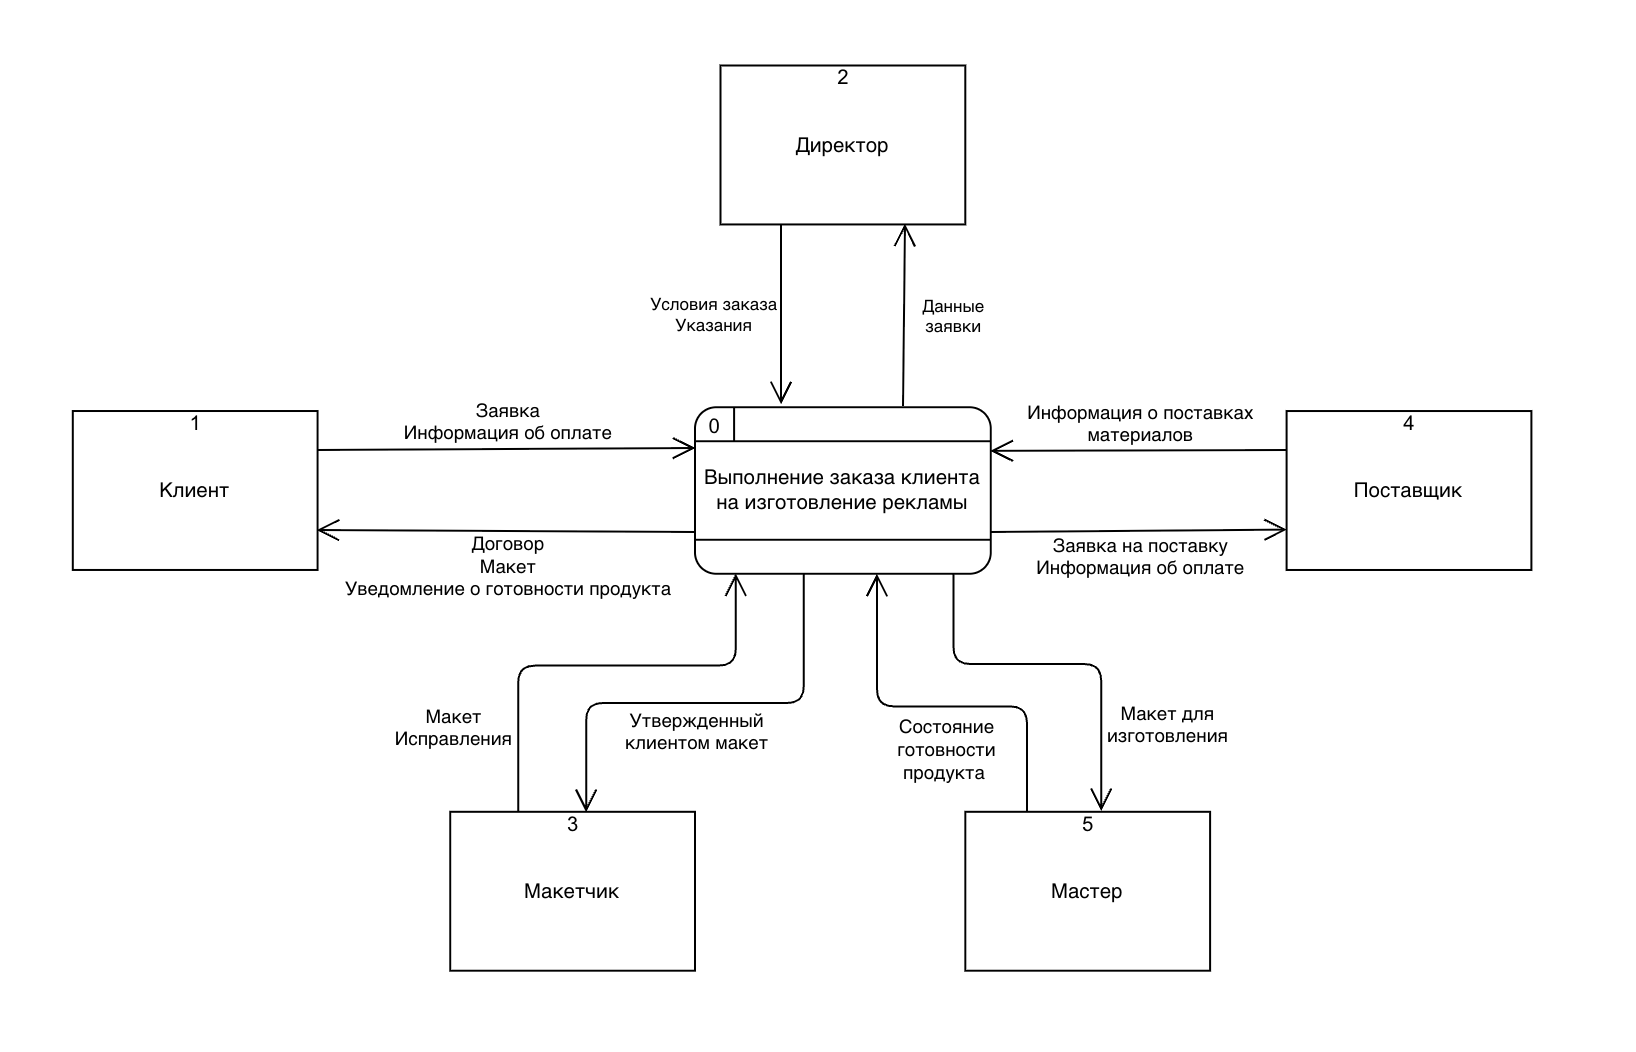 2
Директор
Условия заказа
Указания
Данные
заявки
1
Клиент
Заявка
Информация об оплате
Договор
Макет
Уведомление о готовности продукта
0
Выполнение заказа клиента
на изготовление рекламы
Информация о поставках
материалов
Заявка на поставку
Информация об оплате
4
Поставщик
Макет
Исправления
Утвержденный
клиентом макет
Состояние
готовности
продукта
Макет для
изготовления
3
Макетчик
5
Мастер